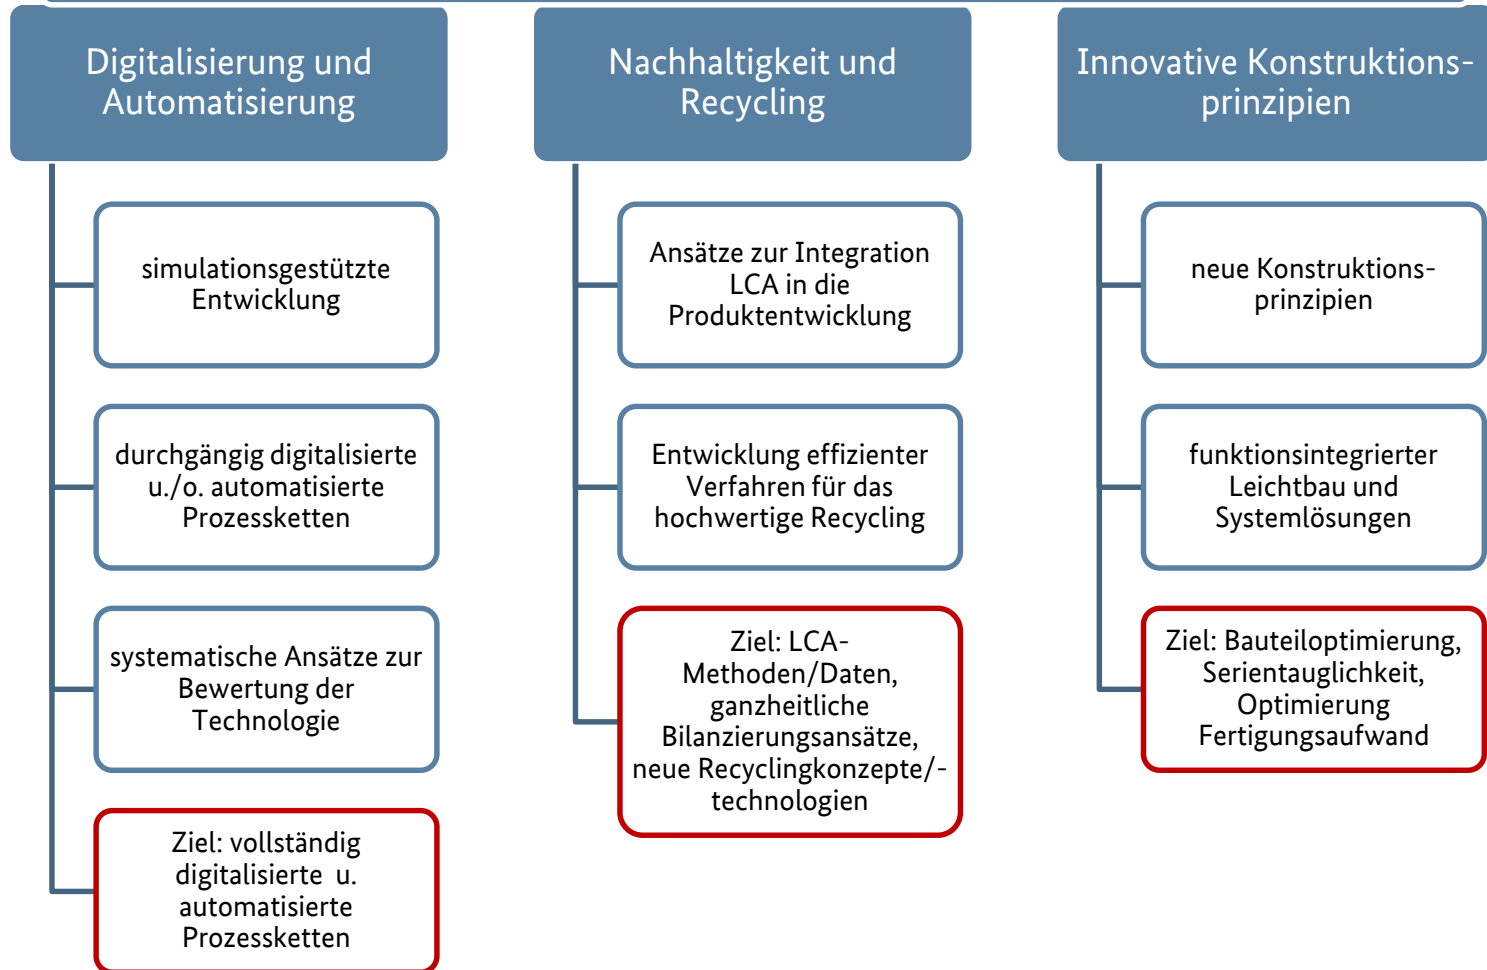 Digitalisierung und
Automatisierung
simulationsgestützte
Entwicklung
durchgängig digitalisierte
u./o. automatisierte
Prozessketten
systematische Ansätze zur
Bewertung der
Technologie
Ziel: vollständig
digitalisierte u.
automatisierte
Prozessketten
Nachhaltigkeit und
Recycling
Ansätze zur Integration
LCA in die
Produktentwicklung
Entwicklung effizienter
Verfahren für das
hochwertige Recycling
Ziel: LCA-
Methoden/Daten,
ganzheitliche
Bilanzierungsansätze,
neue Recyclingkonzepte/-
technologien
Innovative Konstruktions-
prinzipien
neue Konstruktions-
prinzipien
funktionsintegrierter
Leichtbau und
Systemlösungen
Ziel: Bauteiloptimierung,
Serientauglichkeit,
Optimierung
Fertigungsaufwand